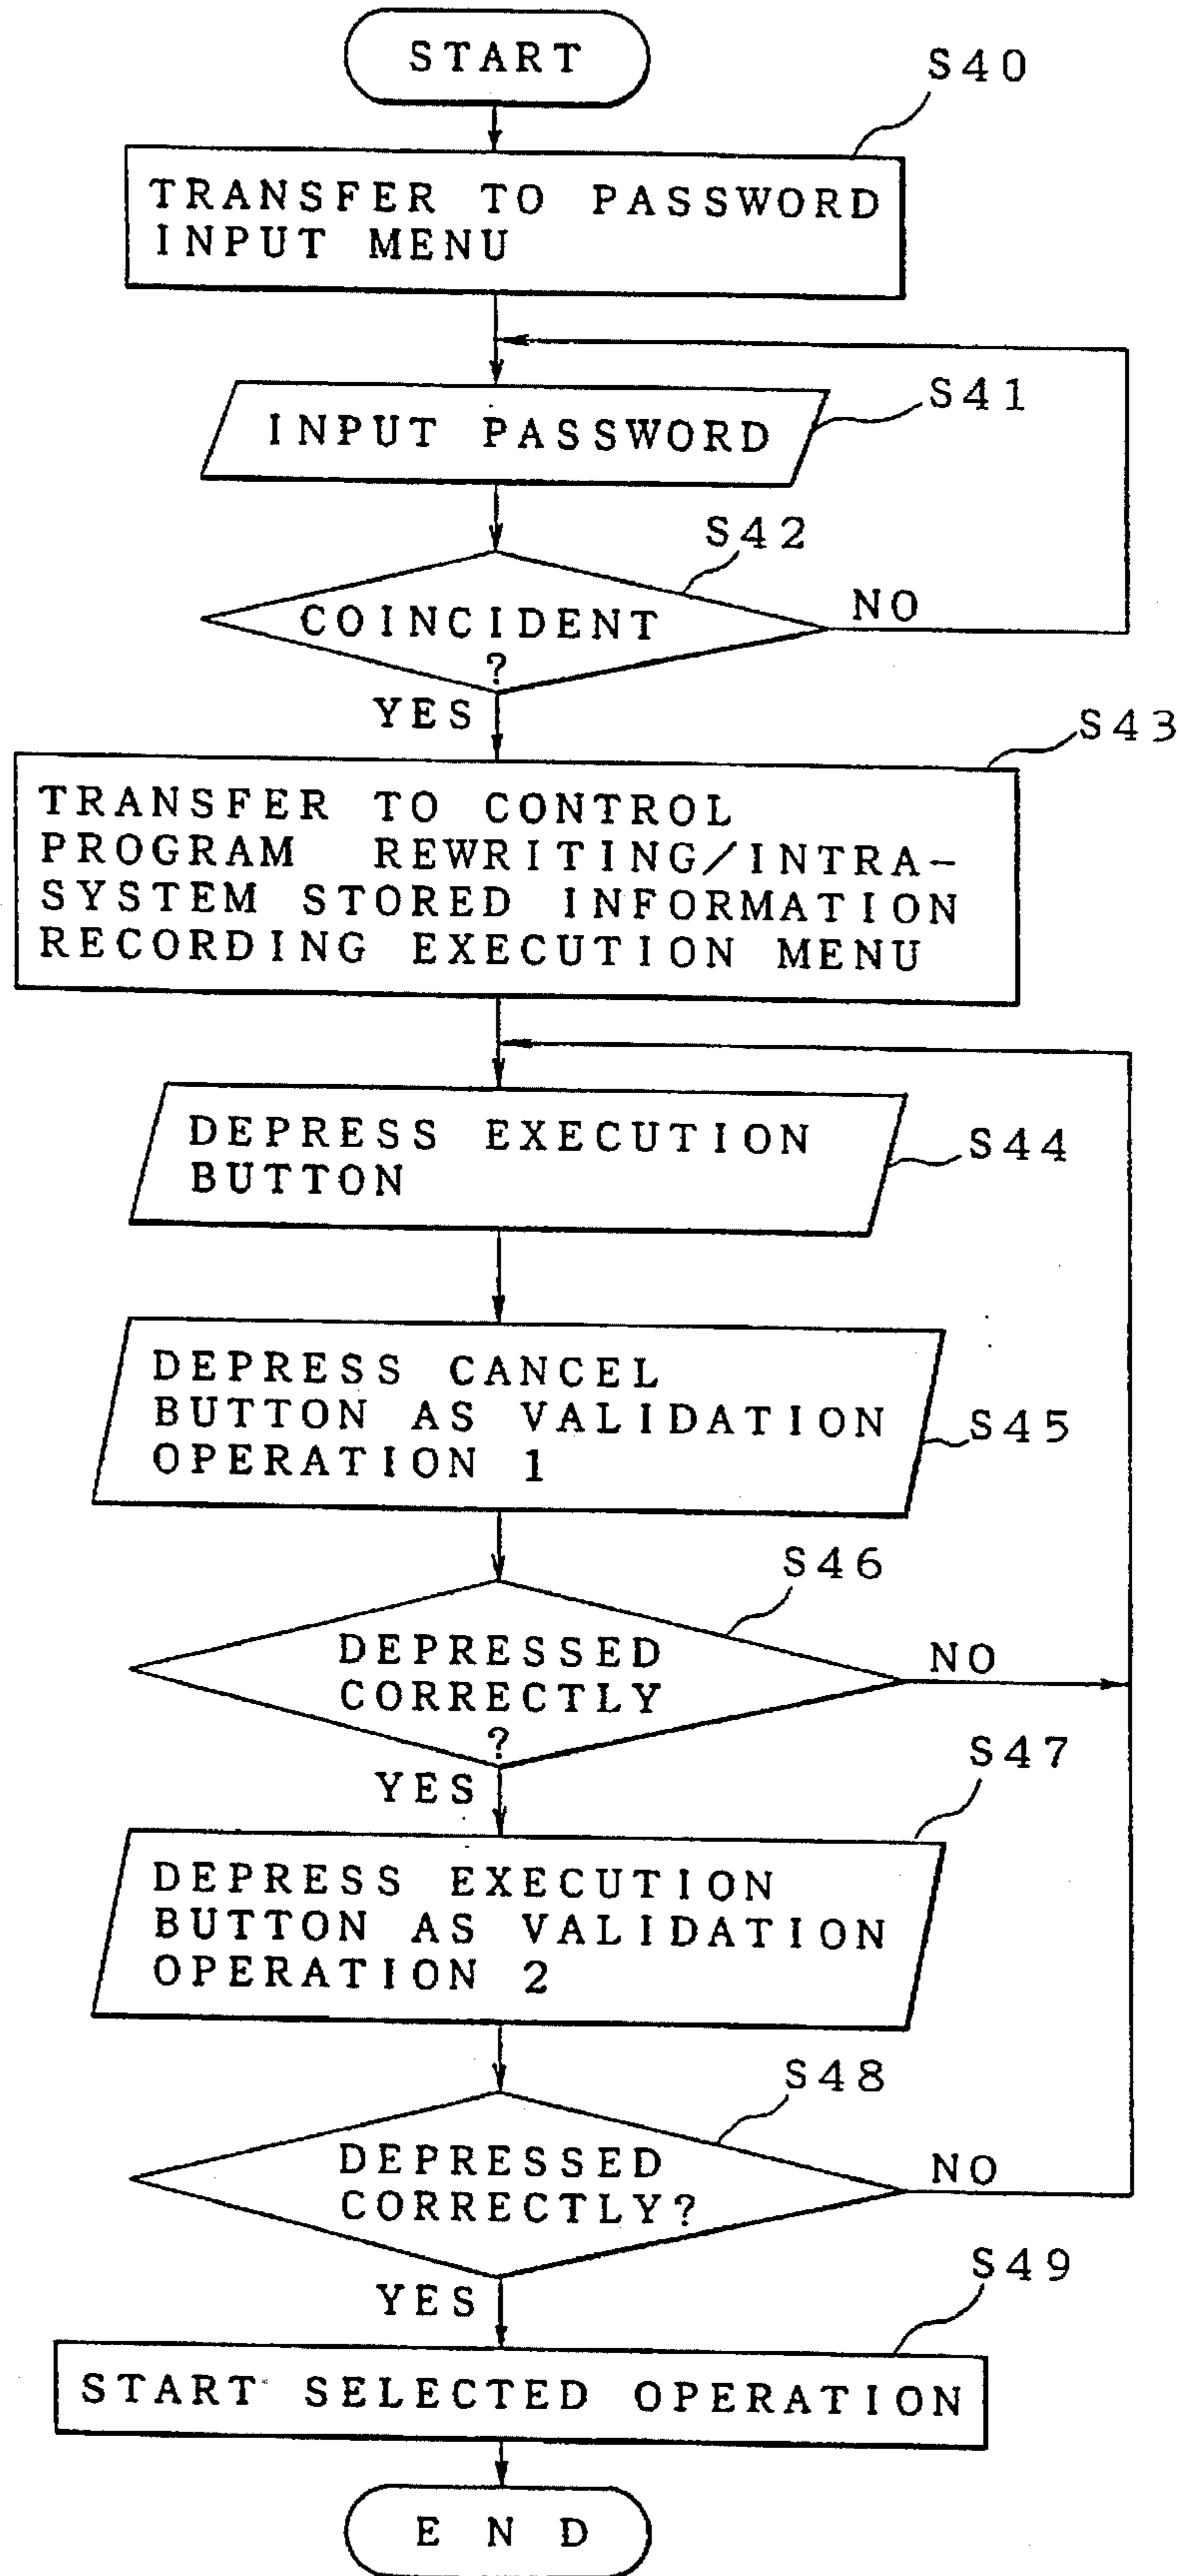 START
S40
TRANSFER TO PASSWORD
INPUT MENU
S41
INPUT PASSWORD
S42
COINCIDENT
?
NO
YES
S43
TRANSFER TO CONTROL
PROGRAM REWRITING/INTRA-
SYSTEM STORED INFORMATION
RECORDING EXECUTION MENU
DEPRESS EXECUTION
BUTTON
S44
DEPRESS CANCEL
BUTTON AS VALIDATION
OPERATION 1
S45
S46
DEPRESSED
CORRECTLY
?
NO
YES
S47
DEPRESS EXECUTION
BUTTON AS VALIDATION
OPERATION 2
S48
DEPRESSED
CORRECTLY?
NO
YES
S49
START SELECTED OPERATION
END